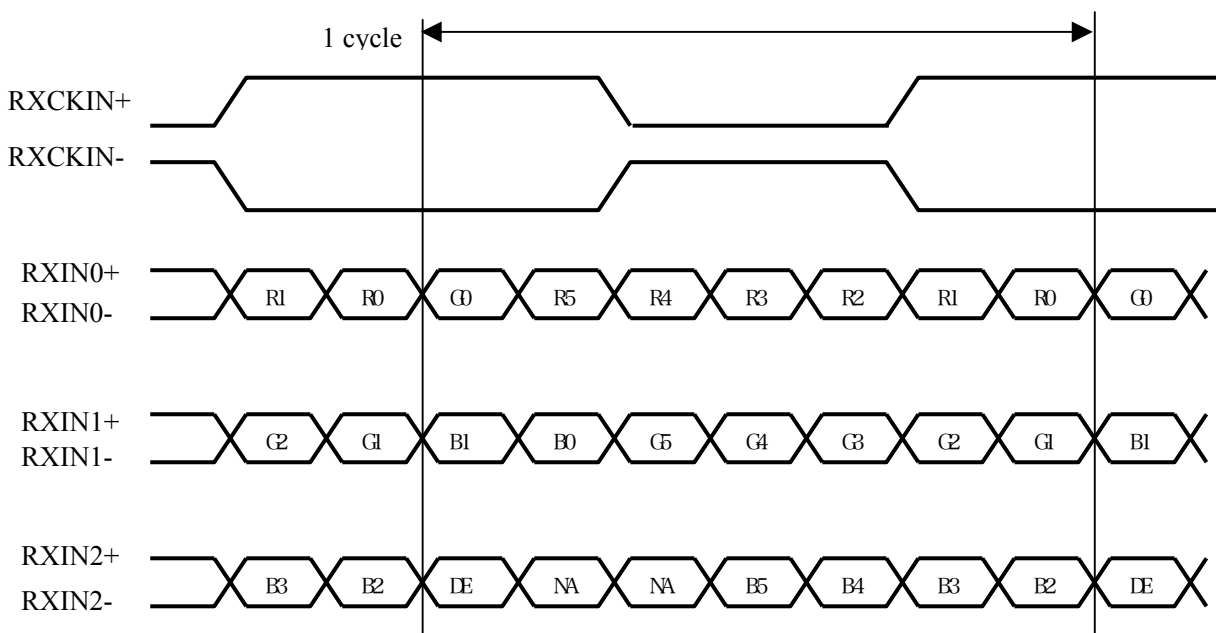 1 cycle
RXCKIN+
RXCKIN-
RXIN0+
R1 R0 G0 R5 R4 R3 R2 R1 R0 G0
RXIN0-
RXIN1+
G2 G1 B1 B0 G5 G4 G3 G2 G1 B1
RXIN1-
RXIN2+
B3 B2 DE NA NA B5 B4 B3 B2 DE
RXIN2-